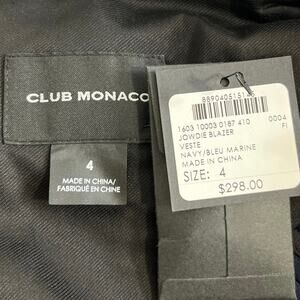 CLUB MONACO
4
MADE IN CHINA/
FABRIQUÉ EN CHINE
1603 10003 0187 410 0004
JOWDIE BLAZER FI
VESTE
NAVY/BLEU MARINE
MADE IN CHINA
SIZE: 4
$298.00